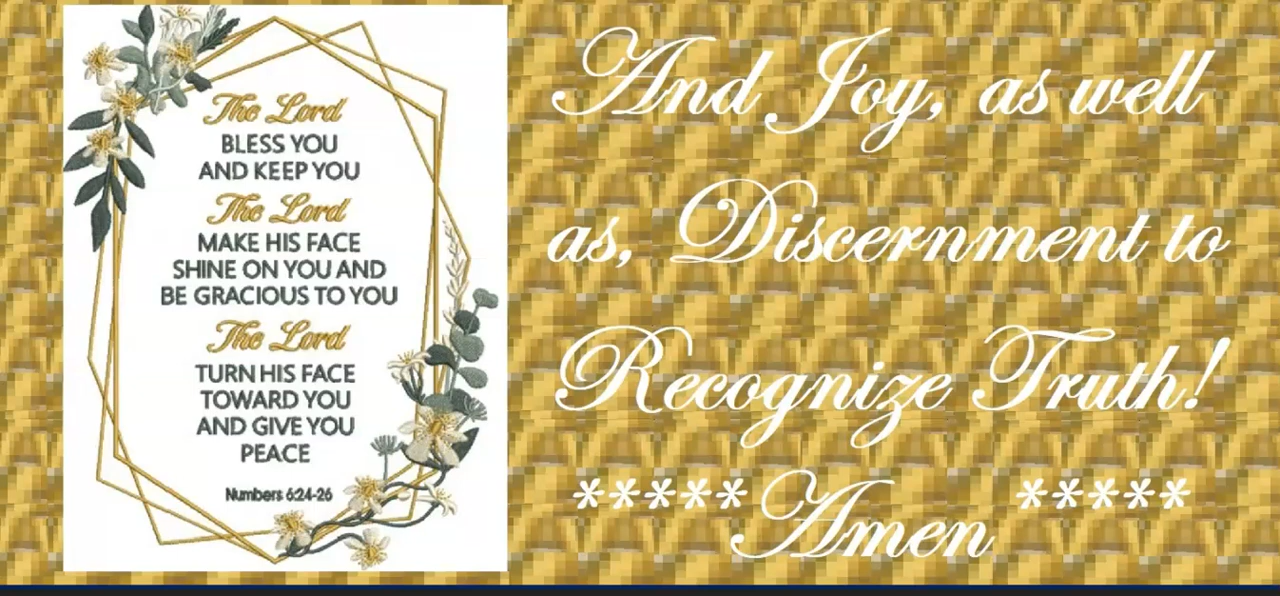 The Lord
BLESS YOU
AND KEEP YOU
The Lord
MAKE HIS FACE
SHINE ON YOU AND
BE GRACIOUS TO YOU
The Lord
TURN HIS FACE
TOWARD YOU
AND GIVE YOU
PEACE
Numbers 6:24-26
And Joy, as well
as, Discernment to
Recognize Truth!
*****Amen *****